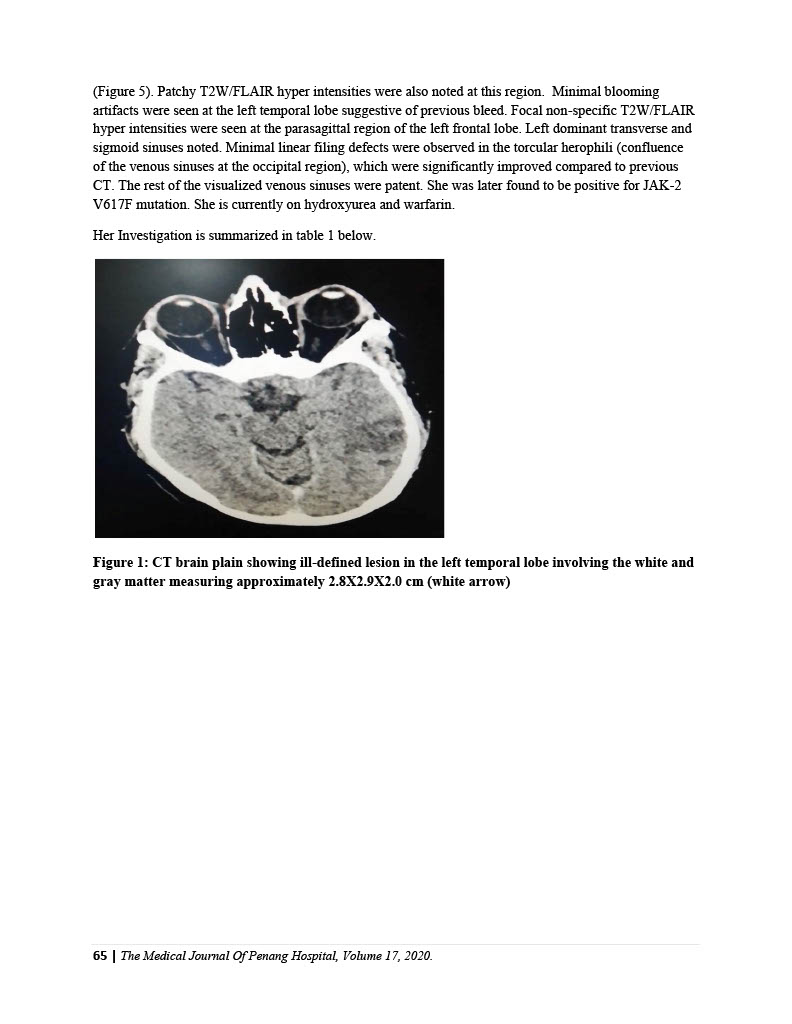 (Figure 5). Patchy T2W/FLAIR hyper intensities were also noted at this region.  Minimal blooming
artifacts were seen at the left temporal lobe suggestive of previous bleed. Focal non-specific T2W/FLAIR
hyper intensities were seen at the parasagittal region of the left frontal lobe. Left dominant transverse and
sigmoid sinuses noted. Minimal linear filing defects were observed in the torcular herophili (confluence
of the venous sinuses at the occipital region), which were significantly improved compared to previous
CT. The rest of the visualized venous sinuses were patent. She was later found to be positive for JAK-2
V617F mutation. She is currently on hydroxyurea and warfarin.
Her Investigation is summarized in table 1 below.
Figure 1: CT brain plain showing ill-defined lesion in the left temporal lobe involving the white and
gray matter measuring approximately 2.8X2.9X2.0 cm (white arrow)
65 | The Medical Journal Of Penang Hospital, Volume 17, 2020.